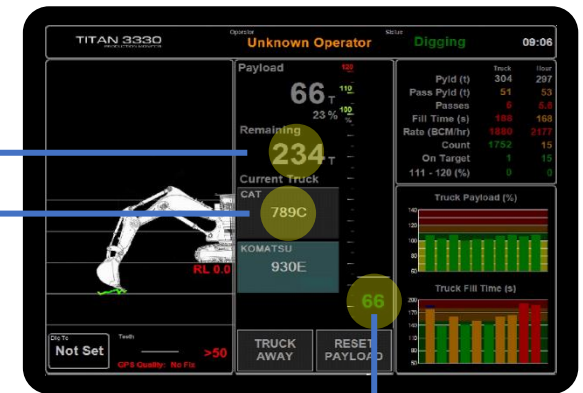 TITAN 3330
PRODUCTION MONITOR
Operator
Unknown Operator
Status
Digging
09:06
Payload
66 T
23 %
120
110
100
%
Remaining
234 T
Current Truck
CAT
789C
KOMATSU
930E
66
TRUCK AWAY
RESET PAYLOAD
RL 0.0
Dig To
Not Set
Teeth
>50
GPS Quality: No Fix
Truck Hour
Pyld (t) 304 297
Pass Pyld (t) 51 53
Passes 6 5.8
Fill Time (s) 188 168
Rate (BCM/hr) 1880 2177
Count 1752 15
On Target 1 15
111 - 120 (%) 0 0
Truck Payload (%)
140
120
100
80
60
Truck Fill Time (s)
200
170
140
110
80
50